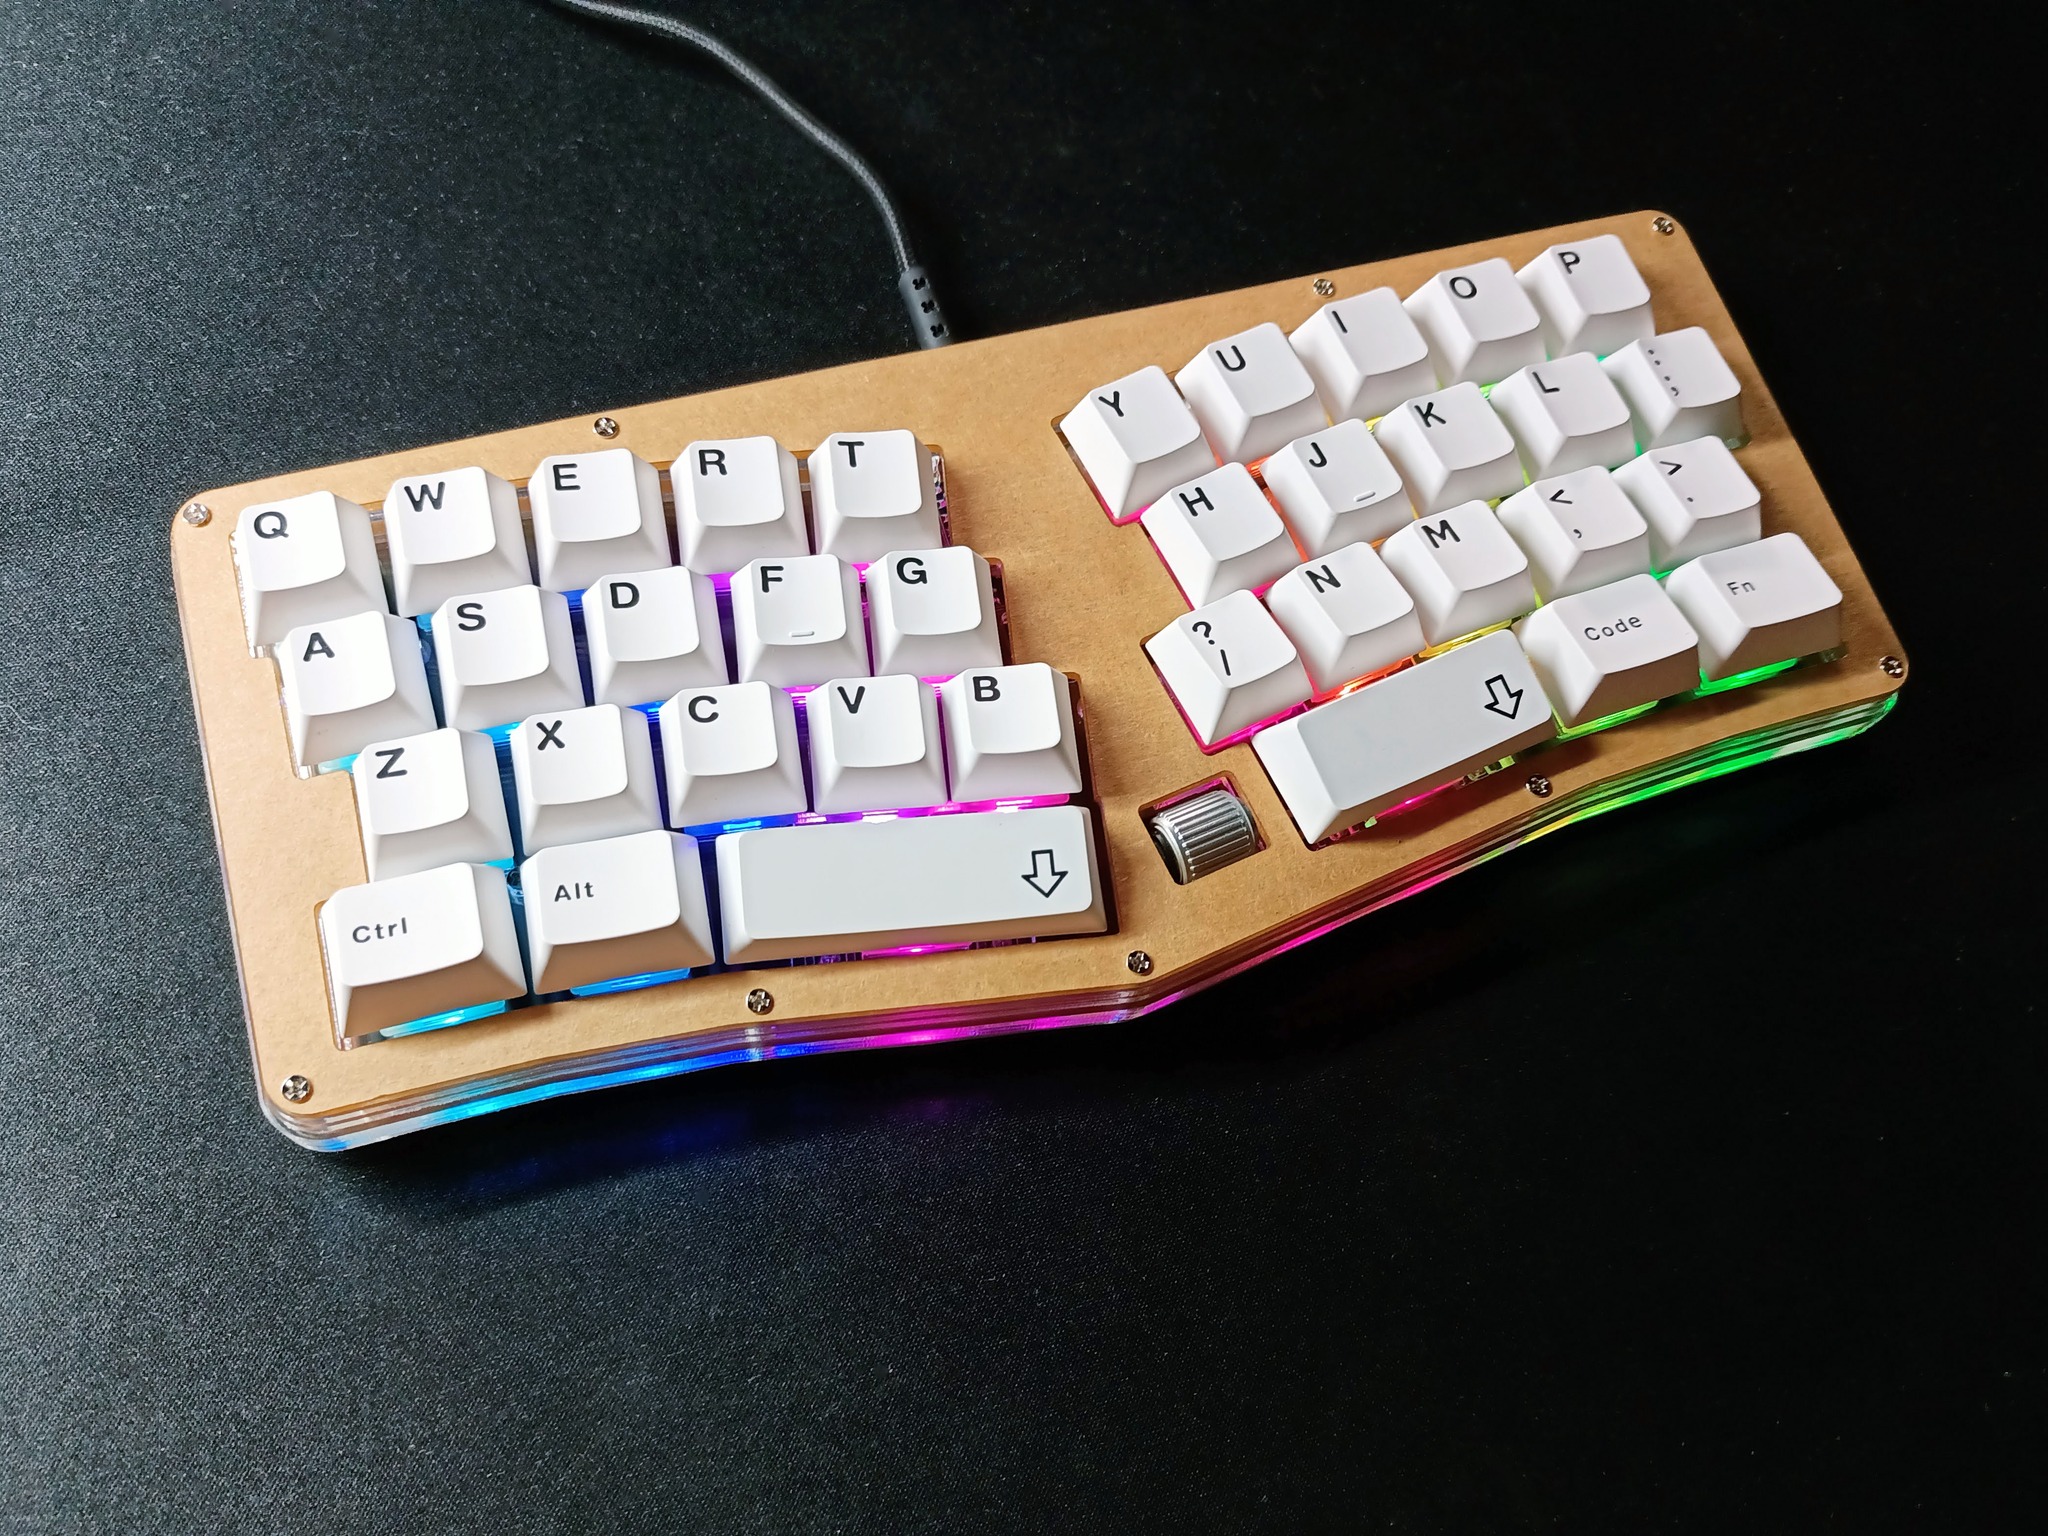 Q W E R T
Y U I O P
A S D F G
H J K L : ;
Z X C V B
? / N M < , > .
Ctrl Alt
Code Fn